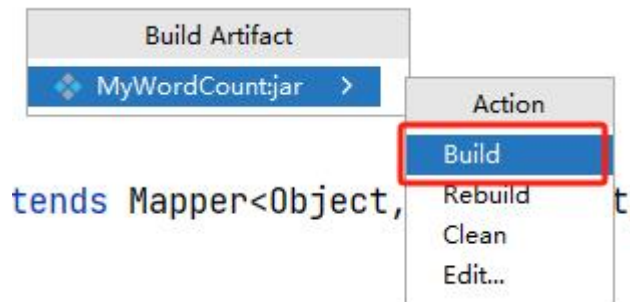 Build Artifact
MyWordCount:jar
Action
Build
tends Mapper<Object,
Rebuild
t
Clean
Edit...